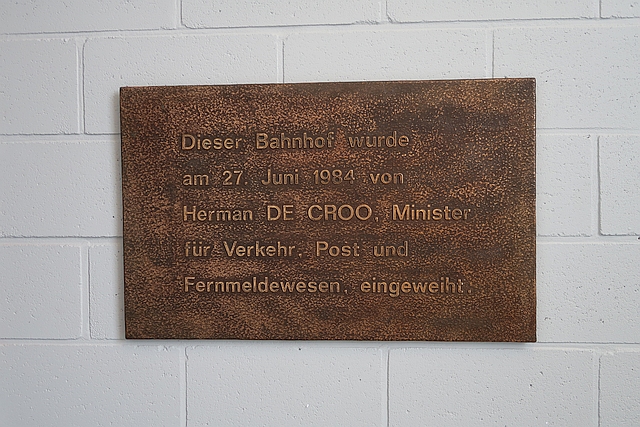 Dieser Bahnhof wurde
am 27. Juni 1984 von
Herman DE CROO, Minister
für Verkehr, Post und
Fernmeldewesen, eingeweiht.